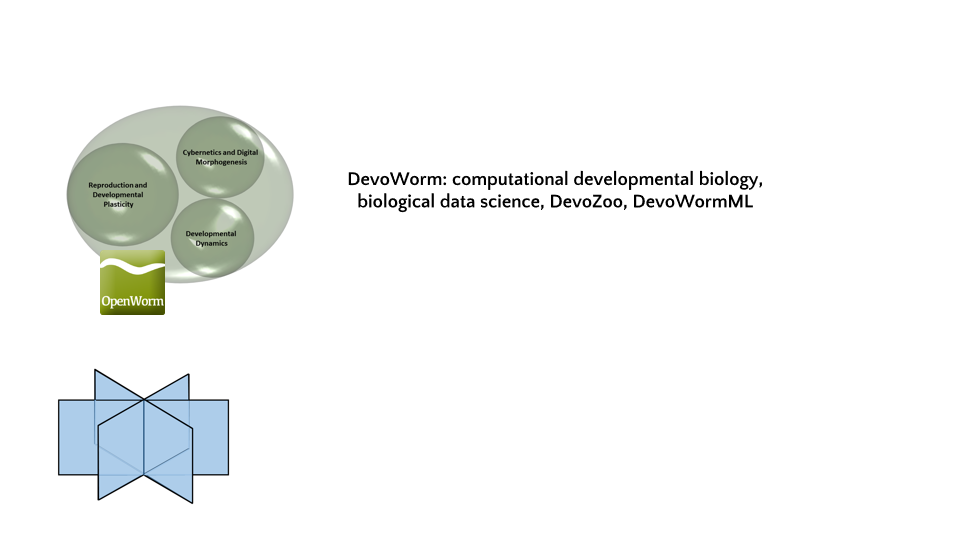 Cybernetics and Digital
Morphogenesis
Reproduction and
Developmental
Plasticity
Developmental
Dynamics
OpenWorm
DevoWorm: computational developmental biology,
biological data science, DevoZoo, DevoWormML